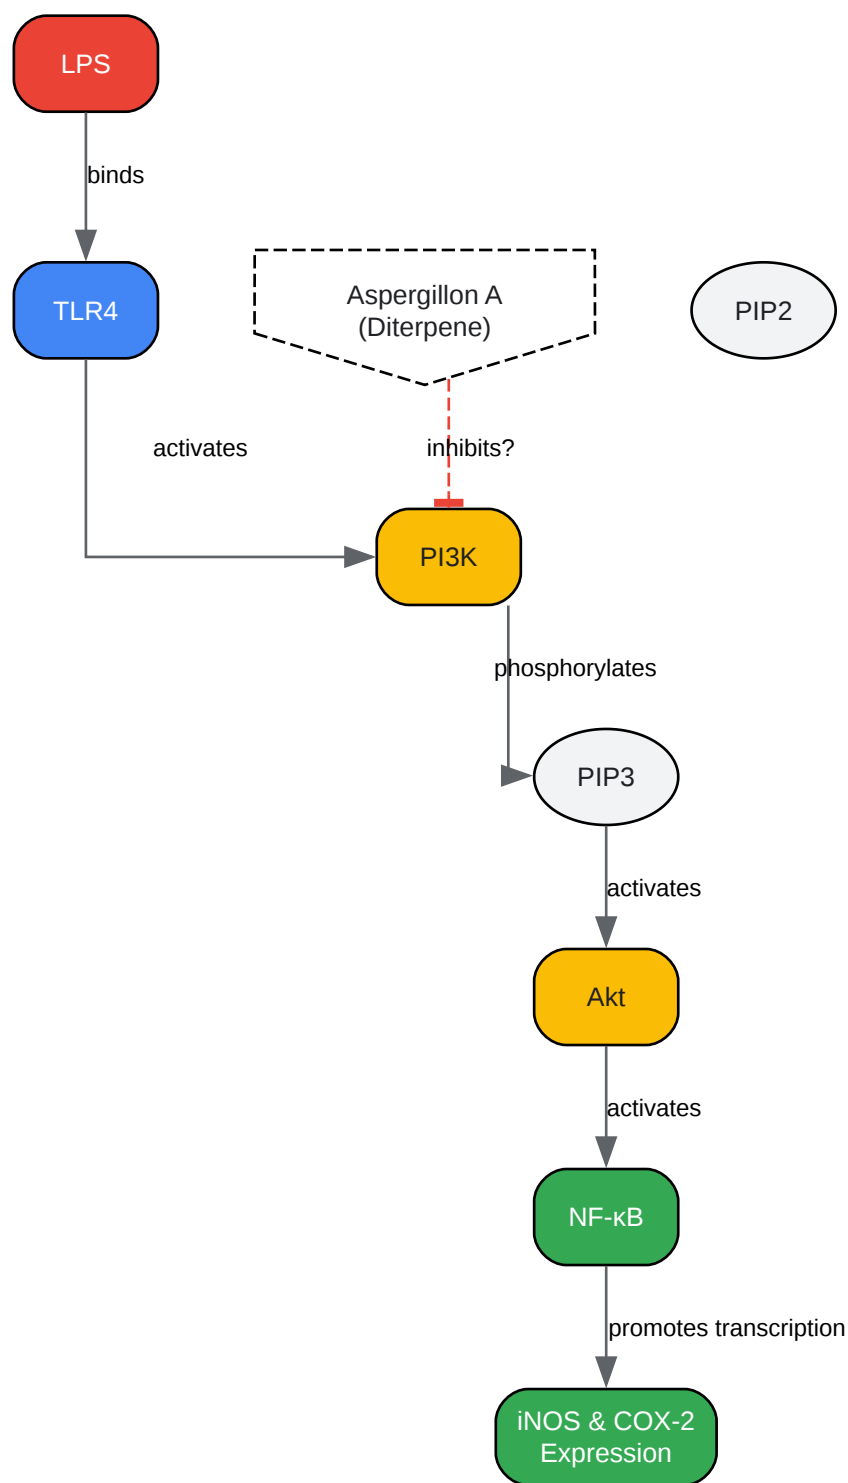 LPS
binds
TLR4
Aspergillon A
(Diterpene)
PIP2
activates
inhibits?
PI3K
phosphorylates
PIP3
activates
Akt
activates
NF-κB
promotes transcription
iNOS & COX-2
Expression